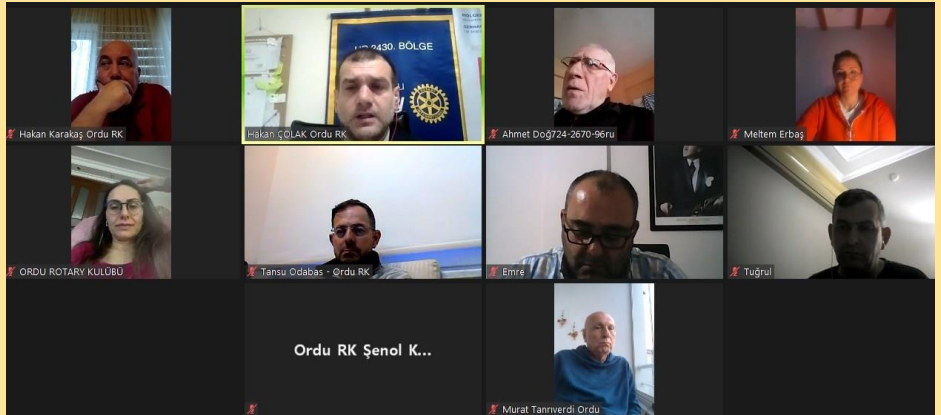 2430. BÖLGE
Hakan Karakaş Ordu RK
Hakan ÇOLAK Ordu RK
Ahmet Doğ724-2670-96ru
Meltem Erbaş
ORDU ROTARY KULÜBÜ
Tansu Odabas - Ordu RK
Emre
Tuğrul
Ordu RK Şenol K...
Murat Tanrıverdi Ordu